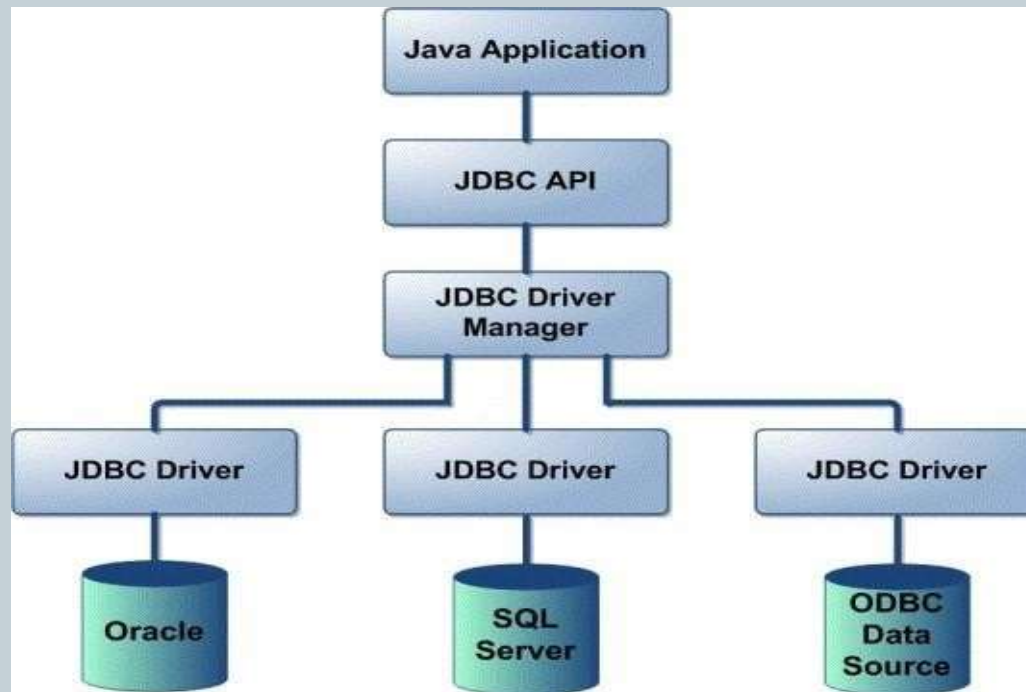 Java Application
JDBC API
JDBC Driver
Manager
JDBC Driver
JDBC Driver
JDBC Driver
Oracle
SQL
Server
ODBC
Data
Source